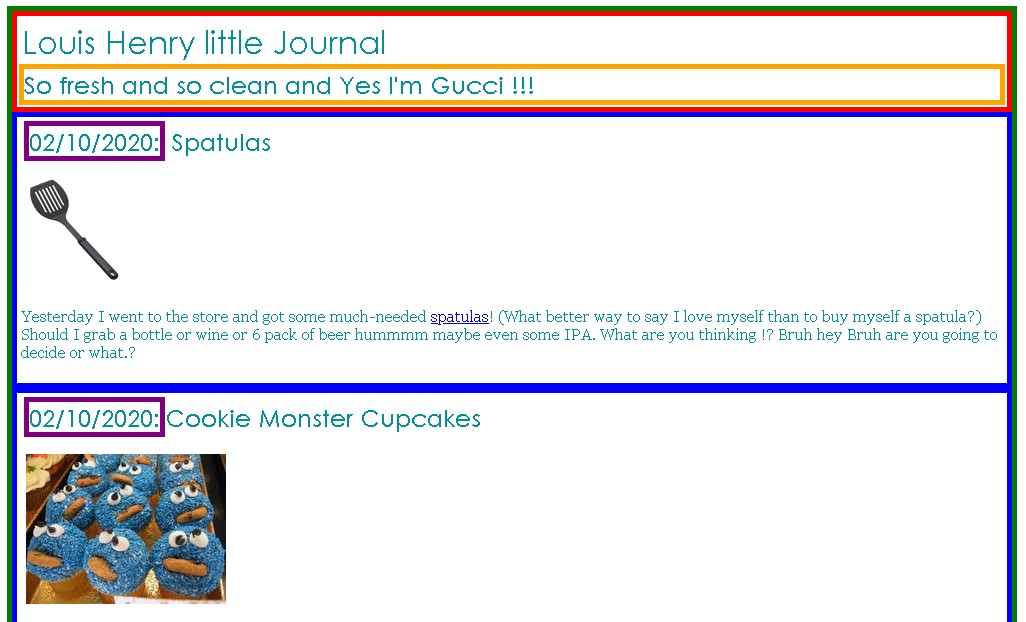 Louis Henry little Journal
So fresh and so clean and Yes I'm Gucci !!!
02/10/2020: Spatulas
Yesterday I went to the store and got some much-needed spatulas! (What better way to say I love myself than to buy myself a spatula?)
Should I grab a bottle or wine or 6 pack of beer hummmm maybe even some IPA. What are you thinking !? Bruh hey Bruh are you going to
decide or what.?
02/10/2020: Cookie Monster Cupcakes